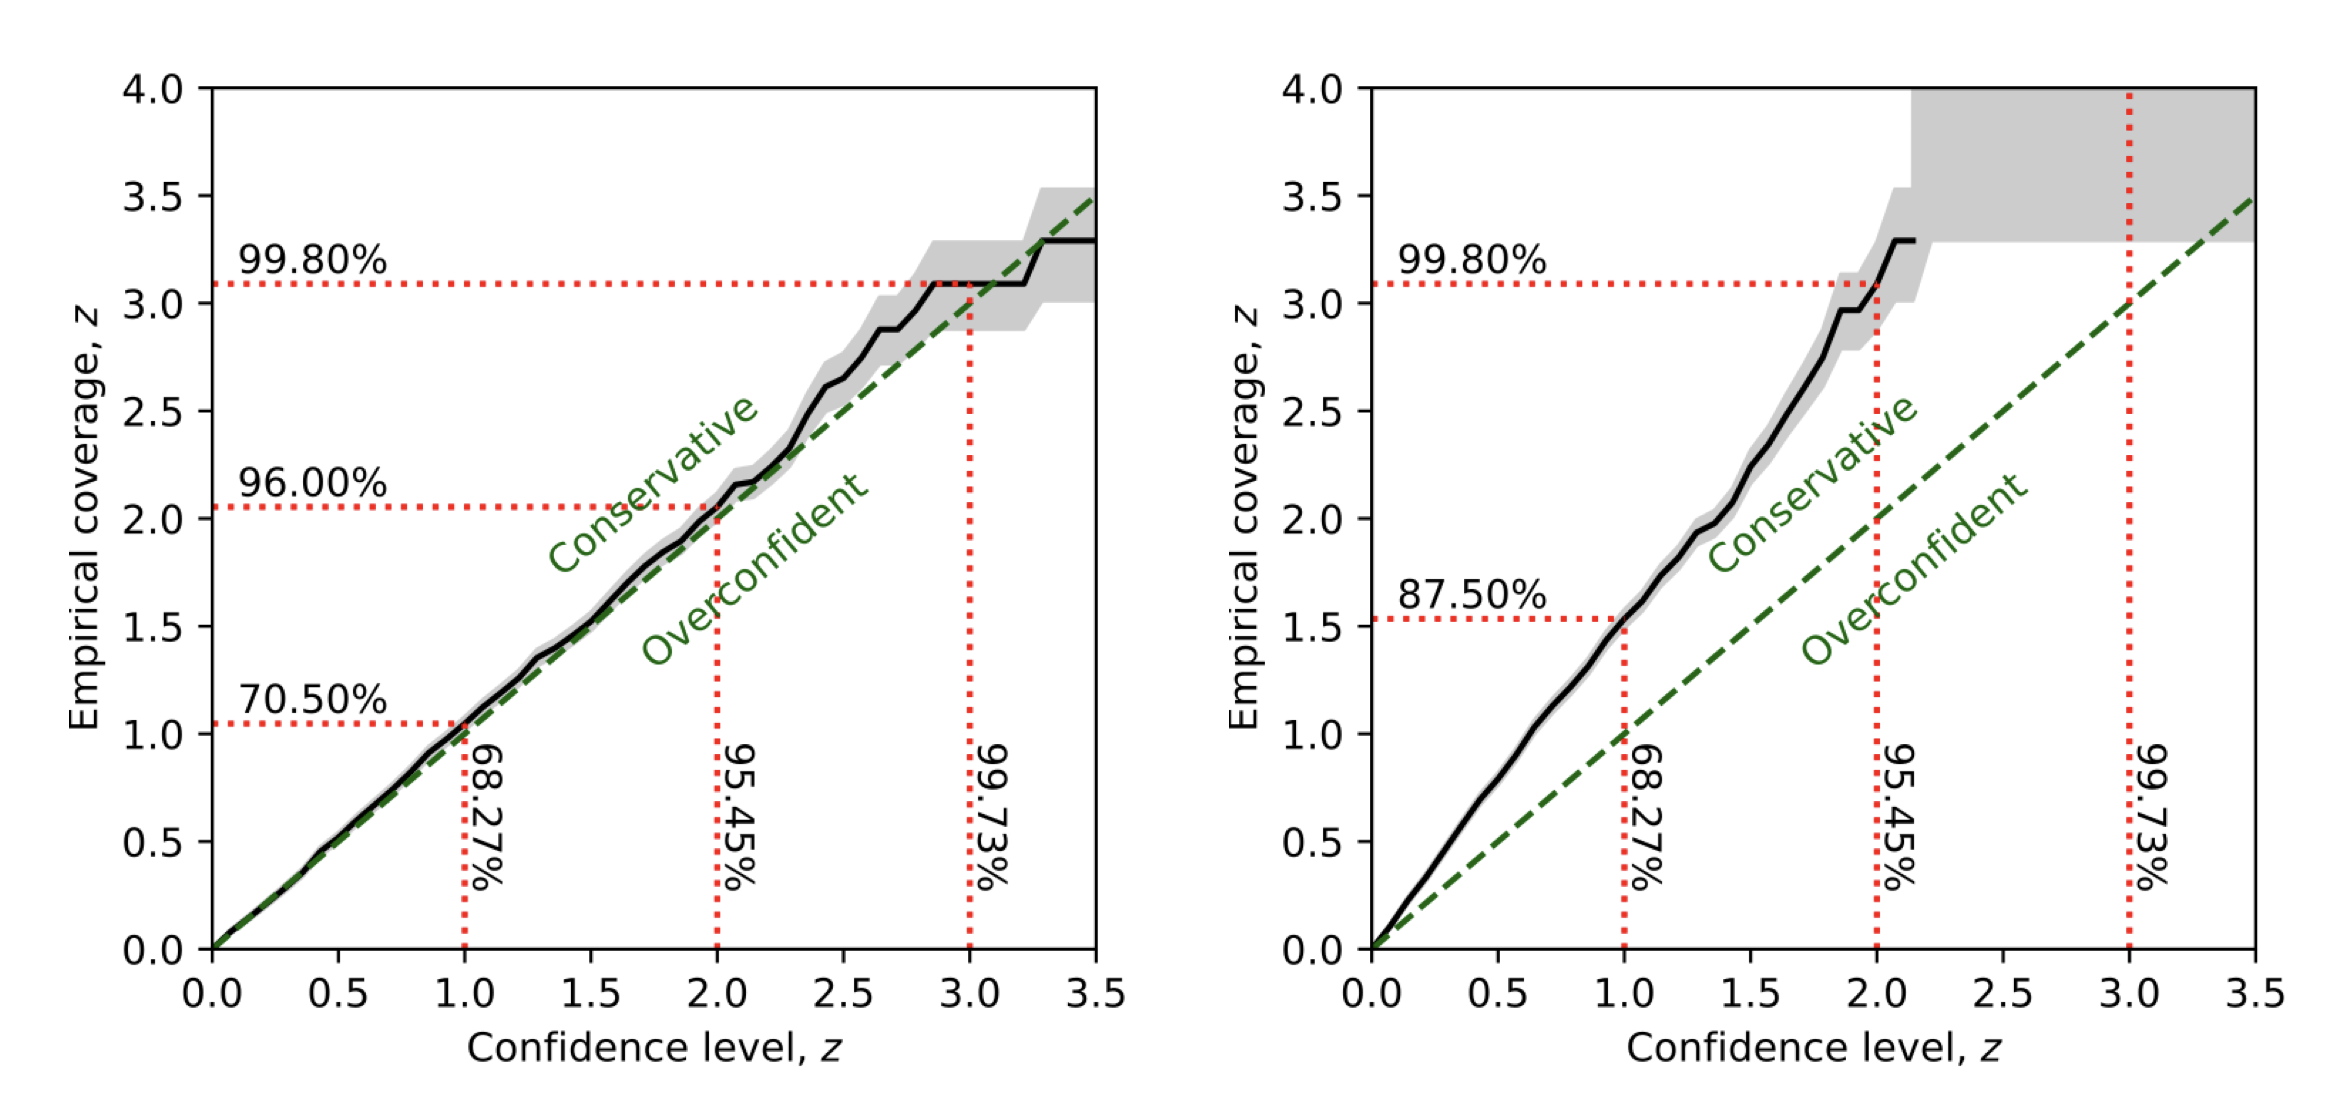 4.0
3.5
3.0
2.5
2.0
1.5
1.0
0.5
0.0
Empirical coverage, z
99.80%
96.00%
70.50%
Conservative
Overconfident
68.27%
95.45%
99.73%
0.0 0.5 1.0 1.5 2.0 2.5 3.0 3.5
Confidence level, z
4.0
3.5
3.0
2.5
2.0
1.5
1.0
0.5
0.0
Empirical coverage, z
99.80%
87.50%
Conservative
Overconfident
68.27%
95.45%
99.73%
0.0 0.5 1.0 1.5 2.0 2.5 3.0 3.5
Confidence level, z